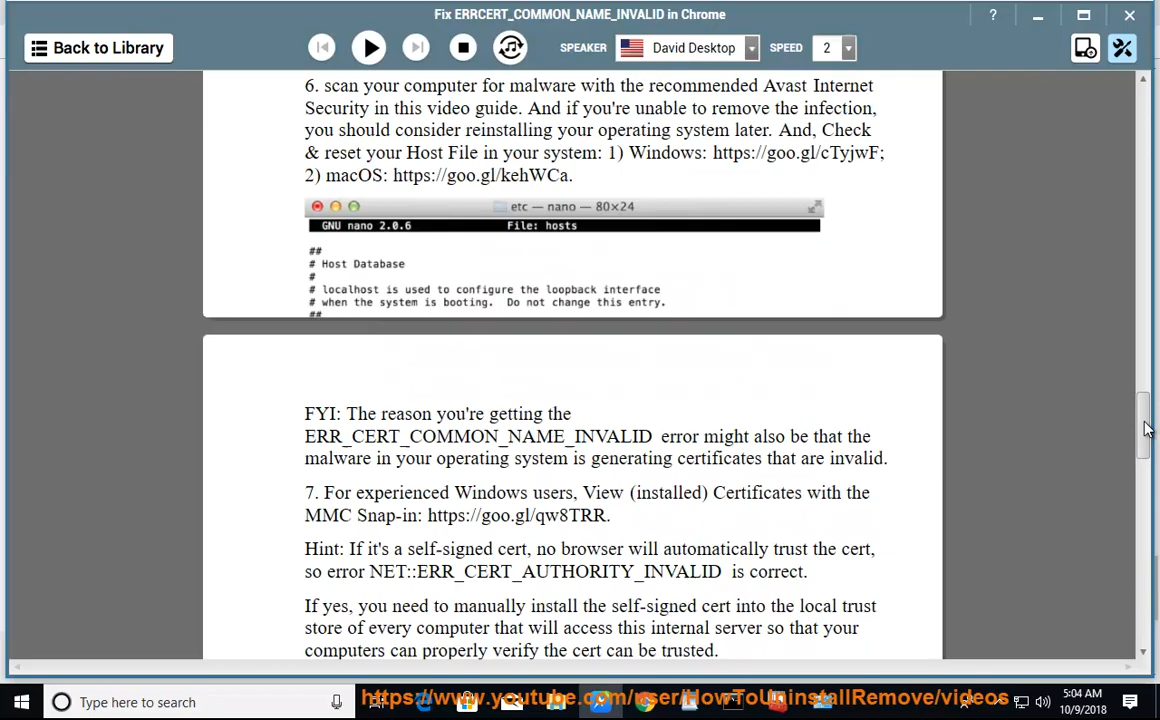 Fix ERRCERT_COMMON_NAME_INVALID in Chrome
Back to Library
SPEAKER
David Desktop
SPEED
2
6. scan your computer for malware with the recommended Avast Internet
Security in this video guide. And if you're unable to remove the infection,
you should consider reinstalling your operating system later. And, Check
& reset your Host File in your system: 1) Windows: https://goo.gl/cTyjwF;
2) macOS: https://goo.gl/kehWCa.
etc — nano — 80×24
GNU nano 2.0.6 File: hosts
##
# Host Database
#
# localhost is used to configure the loopback interface
# when the system is booting. Do not change this entry.
##
FYI: The reason you're getting the
ERR_CERT_COMMON_NAME_INVALID error might also be that the
malware in your operating system is generating certificates that are invalid.
7. For experienced Windows users, View (installed) Certificates with the
MMC Snap-in: https://goo.gl/qw8TRR.
Hint: If it's a self-signed cert, no browser will automatically trust the cert,
so error NET::ERR_CERT_AUTHORITY_INVALID is correct.
If yes, you need to manually install the self-signed cert into the local trust
store of every computer that will access this internal server so that your
computers can properly verify the cert can be trusted.
Type here to search
https://www.youtube.com/user/HowToUninstallRemove/videos
5:04 AM
10/9/2018